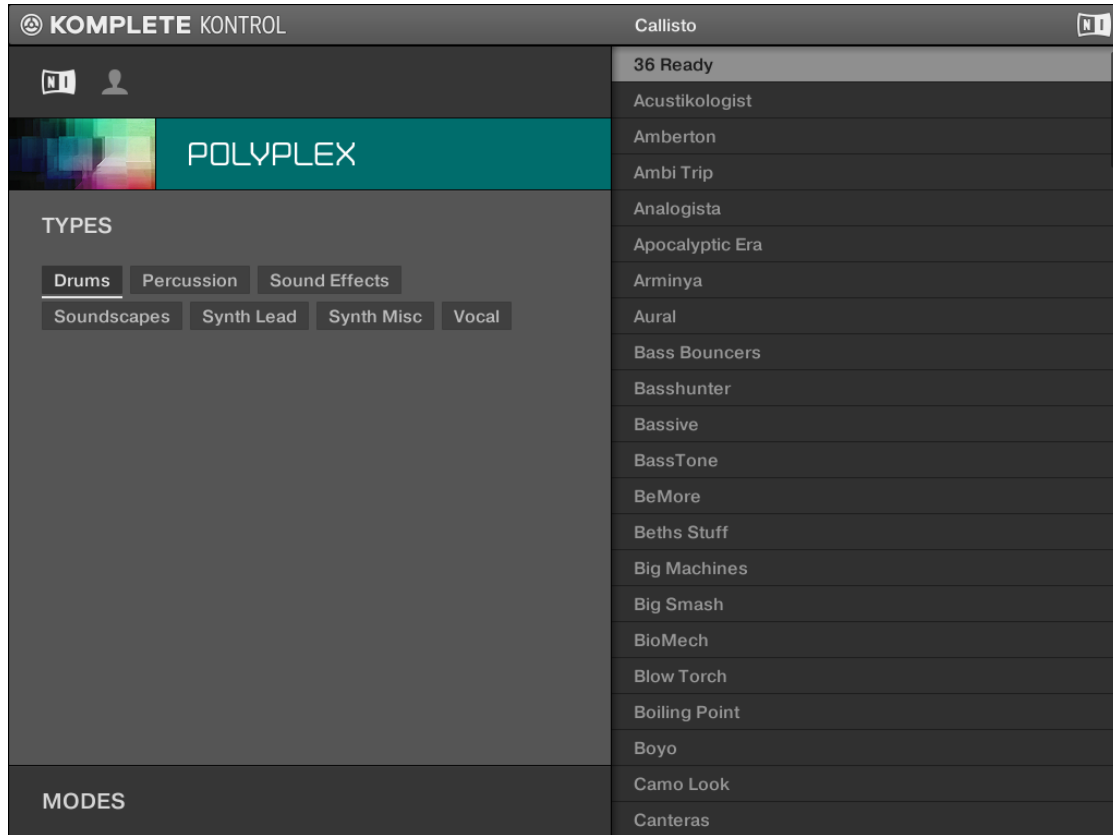 KOMPLETE KONTROL
Callisto
NI
NI
POLYPLEX
TYPES
Drums Percussion Sound Effects
Soundscapes Synth Lead Synth Misc Vocal
MODES
36 Ready
Acustikologist
Amberton
Ambi Trip
Analogista
Apocalyptic Era
Arminya
Aural
Bass Bouncers
Basshunter
Bassive
BassTone
BeMore
Beths Stuff
Big Machines
Big Smash
BioMech
Blow Torch
Boiling Point
Boyo
Camo Look
Canteras